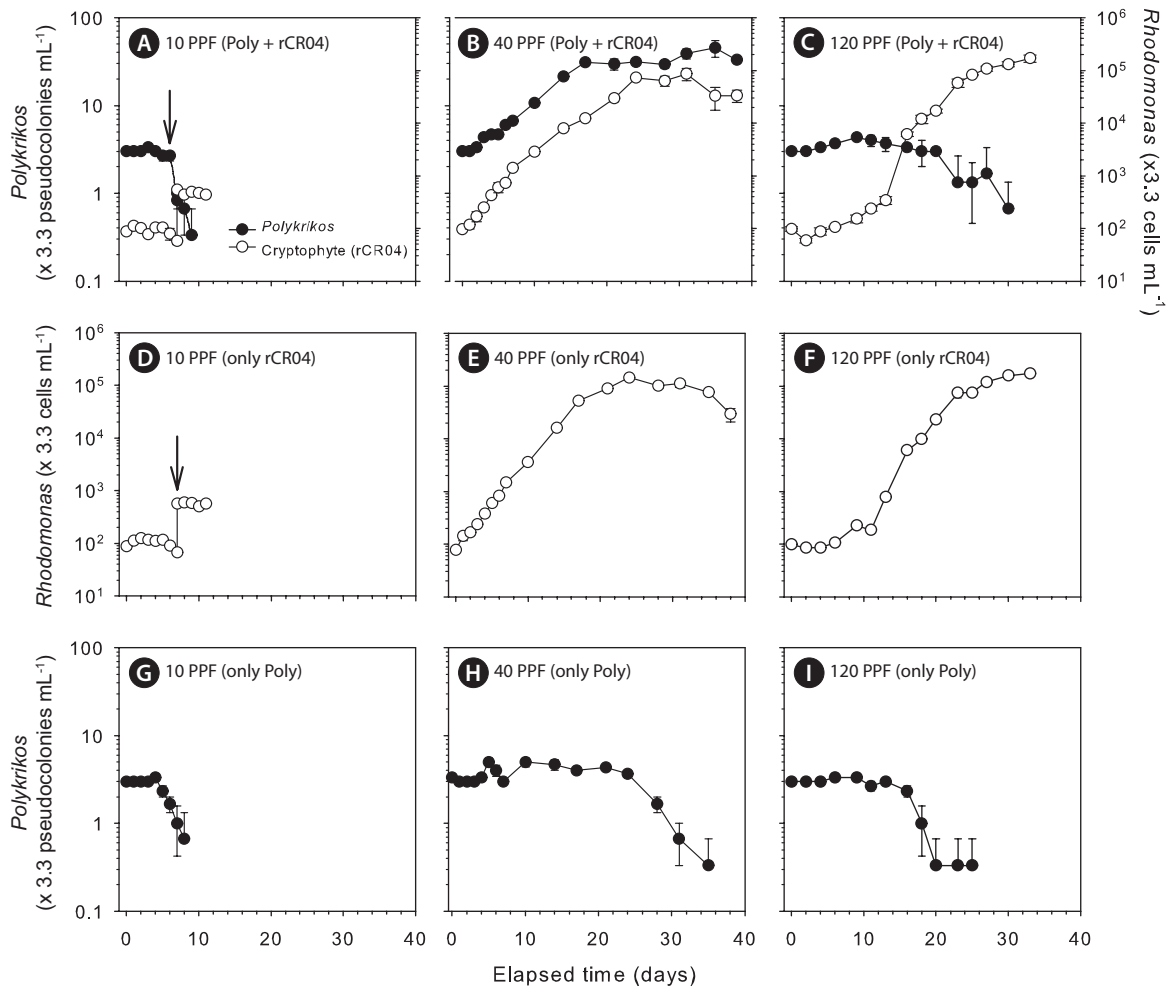 A 10 PPF (Poly + rCR04)
B 40 PPF (Poly + rCR04)
C 120 PPF (Poly + rCR04)
Polykrikos
(x 3.3 pseudocolonies mL⁻¹)
100
10
1
0.1
Polykrikos
Cryptophyte (rCR04)
10⁶
10⁵
10⁴
10³
10²
10¹
Rhodomonas (x3.3 cells mL⁻¹)
D 10 PPF (only rCR04)
E 40 PPF (only rCR04)
F 120 PPF (only rCR04)
Rhodomonas (x 3.3 cells mL⁻¹)
10⁶
10⁵
10⁴
10³
10²
10¹
G 10 PPF (only Poly)
H 40 PPF (only Poly)
I 120 PPF (only Poly)
Polykrikos
(x 3.3 pseudocolonies mL⁻¹)
100
10
1
0.1
0 10 20 30 40
0 10 20 30 40
0 10 20 30 40
Elapsed time (days)